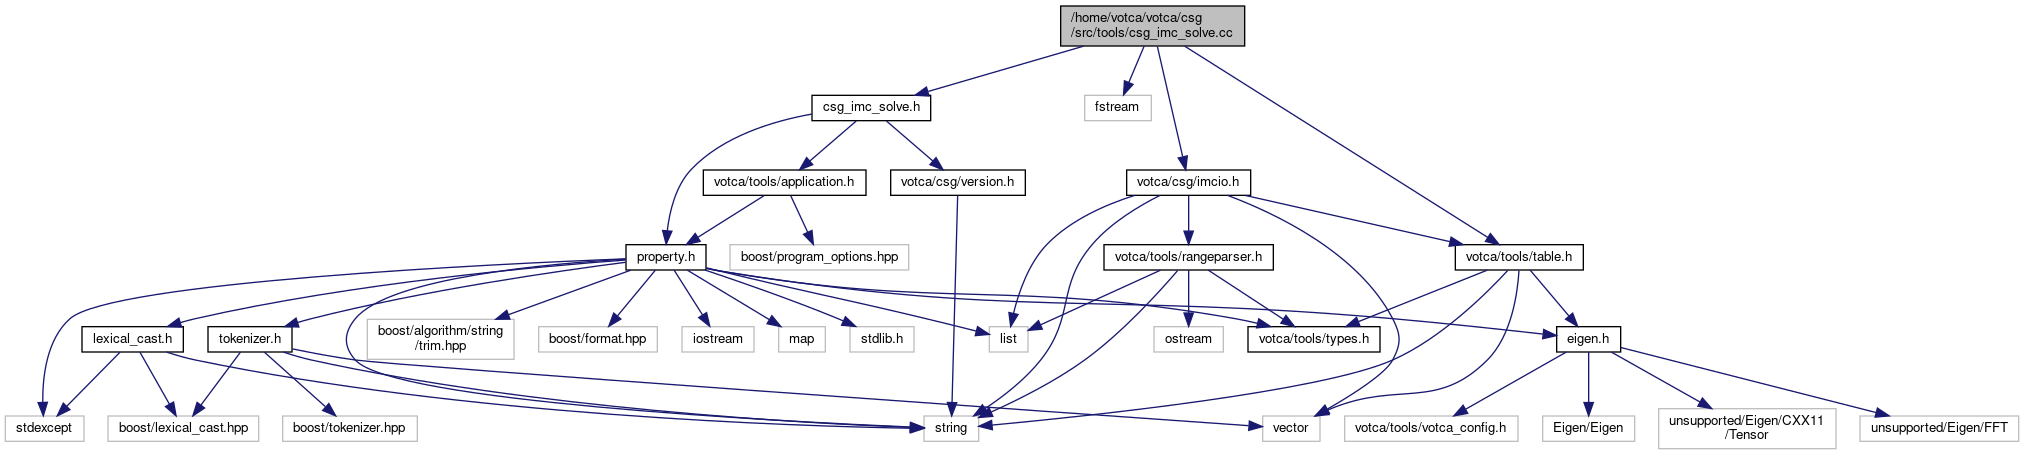 /home/votca/votca/csg
/src/tools/csg_imc_solve.cc
csg_imc_solve.h
fstream
votca/tools/application.h
votca/csg/version.h
votca/csg/imcio.h
property.h
boost/program_options.hpp
votca/tools/rangeparser.h
votca/tools/table.h
lexical_cast.h
tokenizer.h
boost/algorithm/string
/trim.hpp
boost/format.hpp
iostream
map
stdlib.h
list
ostream
votca/tools/types.h
eigen.h
stdexcept
boost/lexical_cast.hpp
boost/tokenizer.hpp
string
vector
votca/tools/votca_config.h
Eigen/Eigen
unsupported/Eigen/CXX11
/Tensor
unsupported/Eigen/FFT